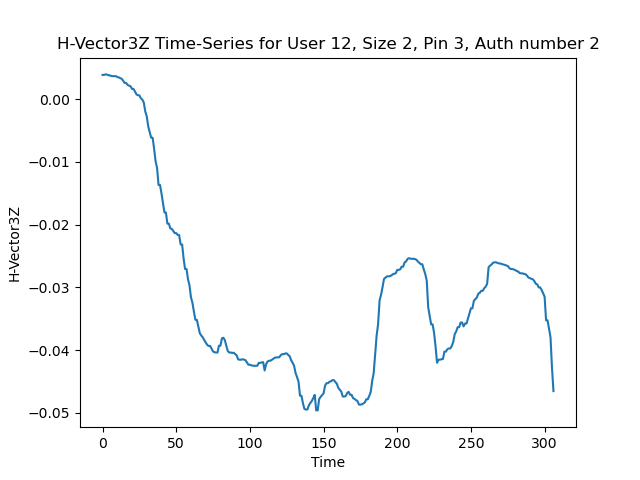 H-Vector3Z Time-Series for User 12, Size 2, Pin 3, Auth number 2
0.00
−0.01
−0.02
−0.03
−0.04
−0.05
H-Vector3Z
0 50 100 150 200 250 300
Time